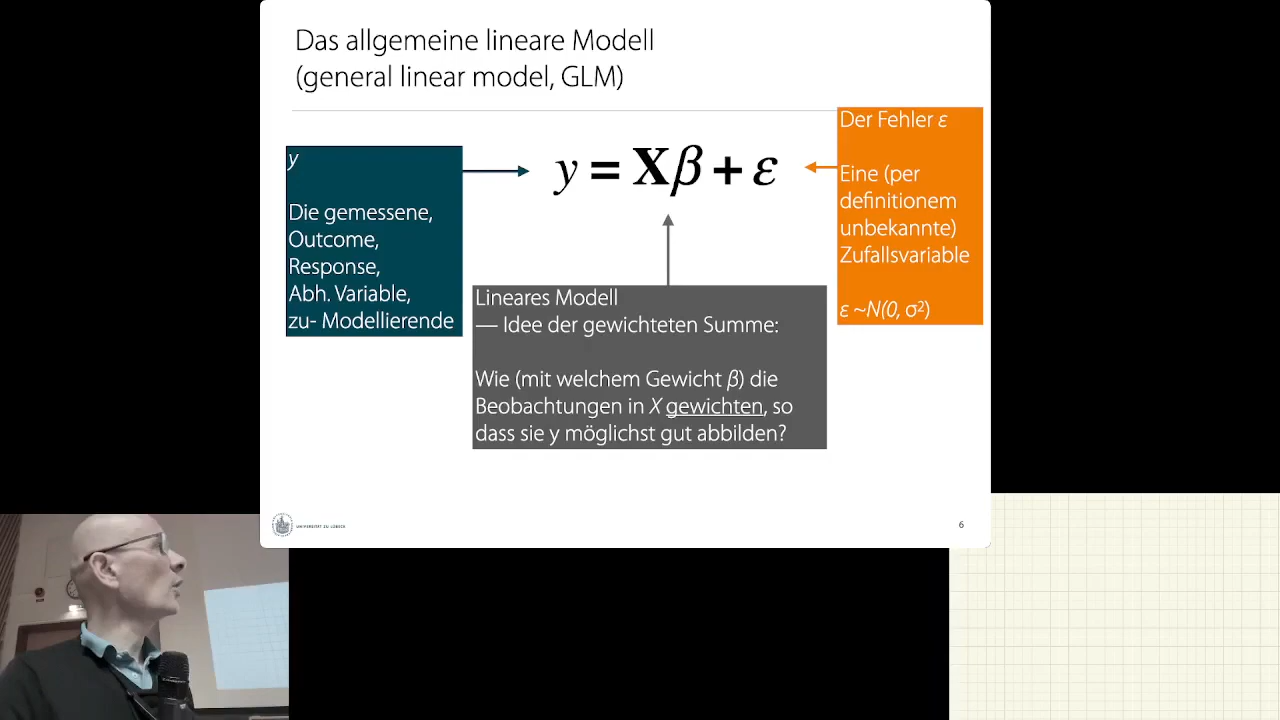 Das allgemeine lineare Modell
(general linear model, GLM)
y
Die gemessene,
Outcome,
Response,
Abh. Variable,
zu- Modellierende
y = Xβ + ε
Der Fehler ε
Eine (per
definitionem
unbekannte)
Zufallsvariable
ε ~N(0, σ²)
Lineares Modell
— Idee der gewichteten Summe:
Wie (mit welchem Gewicht β) die
Beobachtungen in X gewichten, so
dass sie y möglichst gut abbilden?
UNIVERSITÄT ZU LÜBECK
6